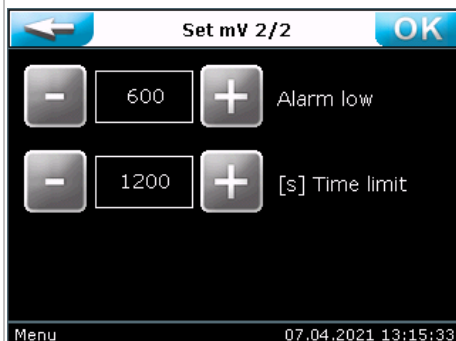 Set mV 2/2 OK
- 600 + Alarm low
- 1200 + [s] Time limit
Menu 07.04.2021 13:15:33